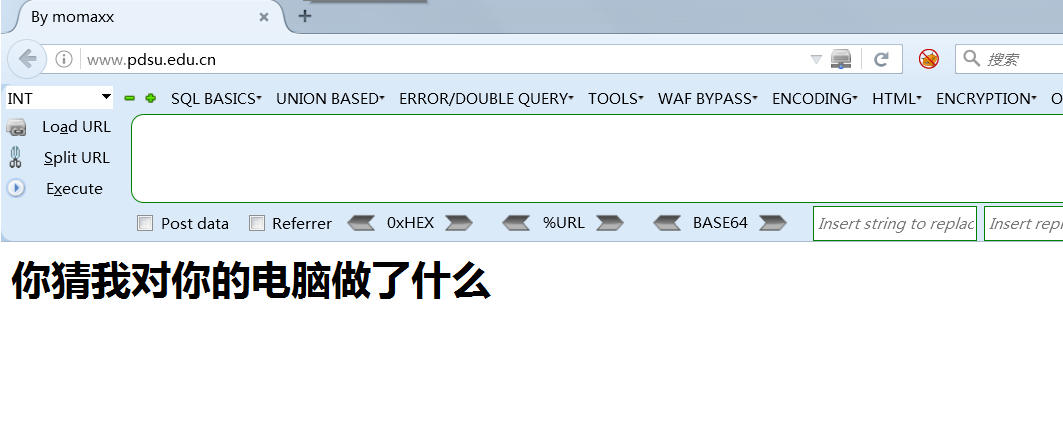 By momaxx
www.pdsu.edu.cn
搜索
INT
SQL BASICS UNION BASED ERROR/DOUBLE QUERY TOOLS WAF BYPASS ENCODING HTML ENCRYPTION O
Load URL
Split URL
Execute
Post data Referrer 0xHEX %URL BASE64 Insert string to replac Insert repl
你猜我对你的电脑做了什么